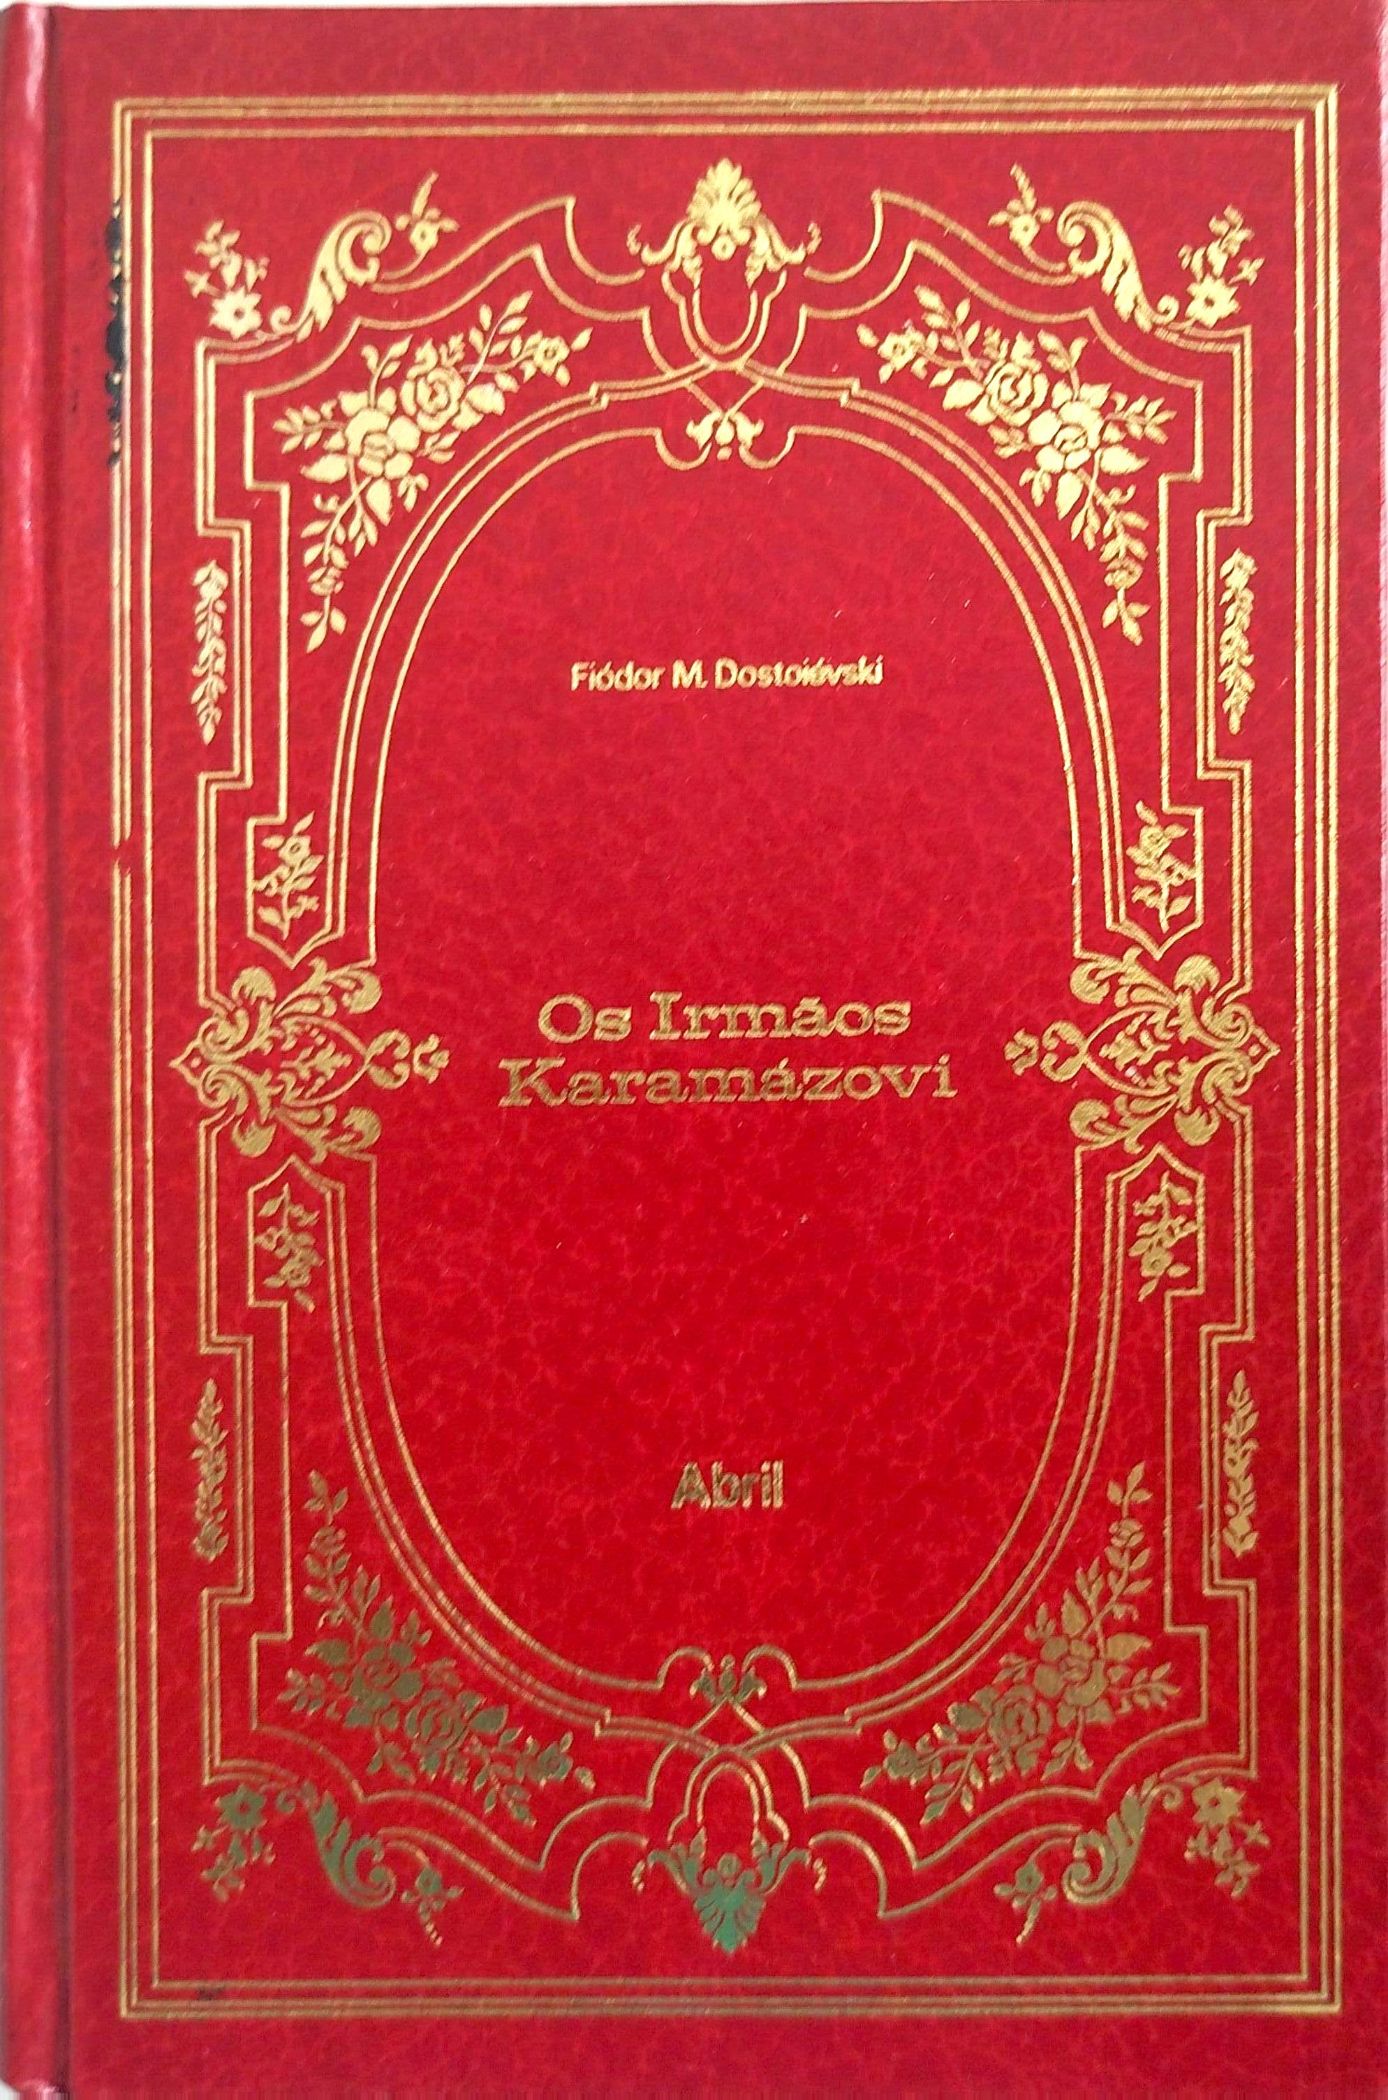 Fiódor M. Dostoiévski
Os Irmãos
Karamázovi
Abril